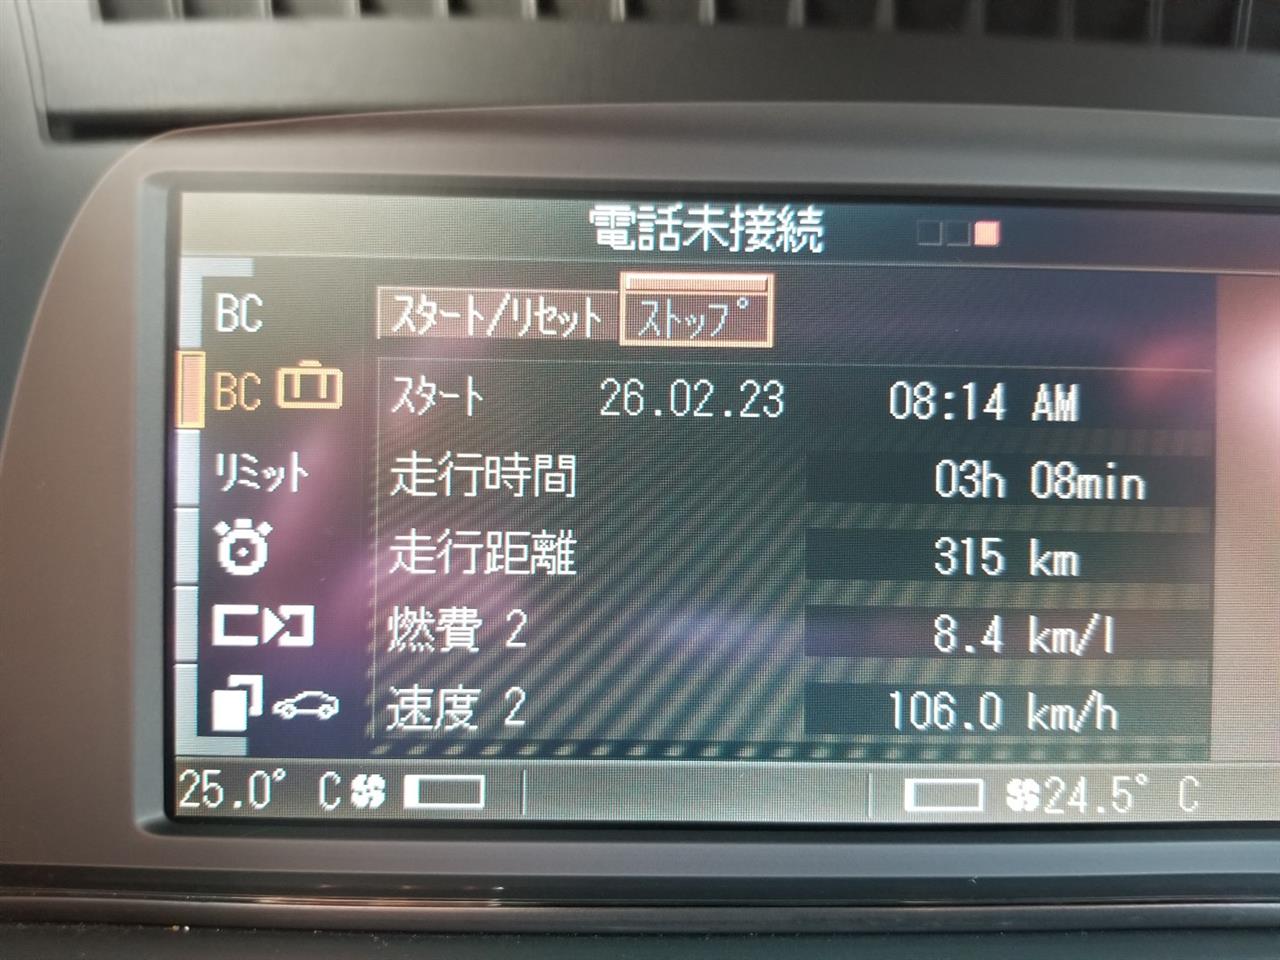 電話未接続
BC スタート/リセット ストップ
BC スタート 26.02.23 08:14 AM
リミット 走行時間 03h 08min
走行距離 315 km
燃費 2 8.4 km/l
速度 2 106.0 km/h
25.0° C 24.5° C